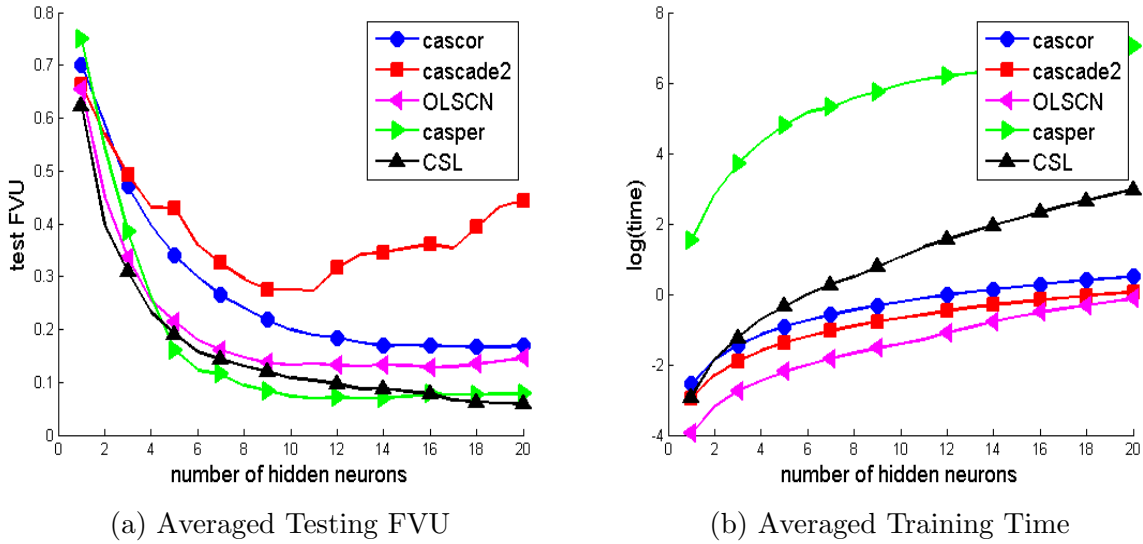 0.8
0.7
0.6
0.5
0.4
0.3
0.2
0.1
0
test FVU
0 2 4 6 8 10 12 14 16 18 20
number of hidden neurons
cascor
cascade2
OLSCN
casper
CSL
(a) Averaged Testing FVU
8
6
4
2
0
-2
-4
log(time)
0 2 4 6 8 10 12 14 16 18 20
number of hidden neurons
cascor
cascade2
OLSCN
casper
CSL
(b) Averaged Training Time